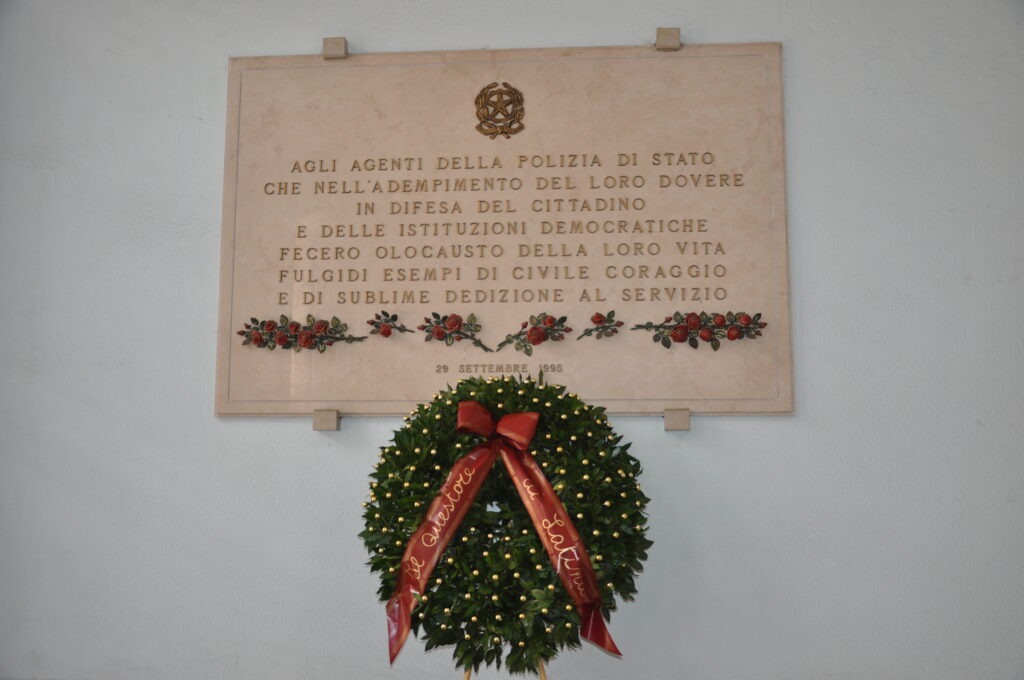 AGLI AGENTI DELLA POLIZIA DI STATO
CHE NELL'ADEMPIMENTO DEL LORO DOVERE
IN DIFESA DEL CITTADINO
E DELLE ISTITUZIONI DEMOCRATICHE
FECERO OLOCAUSTO DELLA LORO VITA
FULGIDI ESEMPI DI CIVILE CORAGGIO
E DI SUBLIME DEDIZIONE AL SERVIZIO
29 SETTEMBRE 1995
Il Questore
di Latina